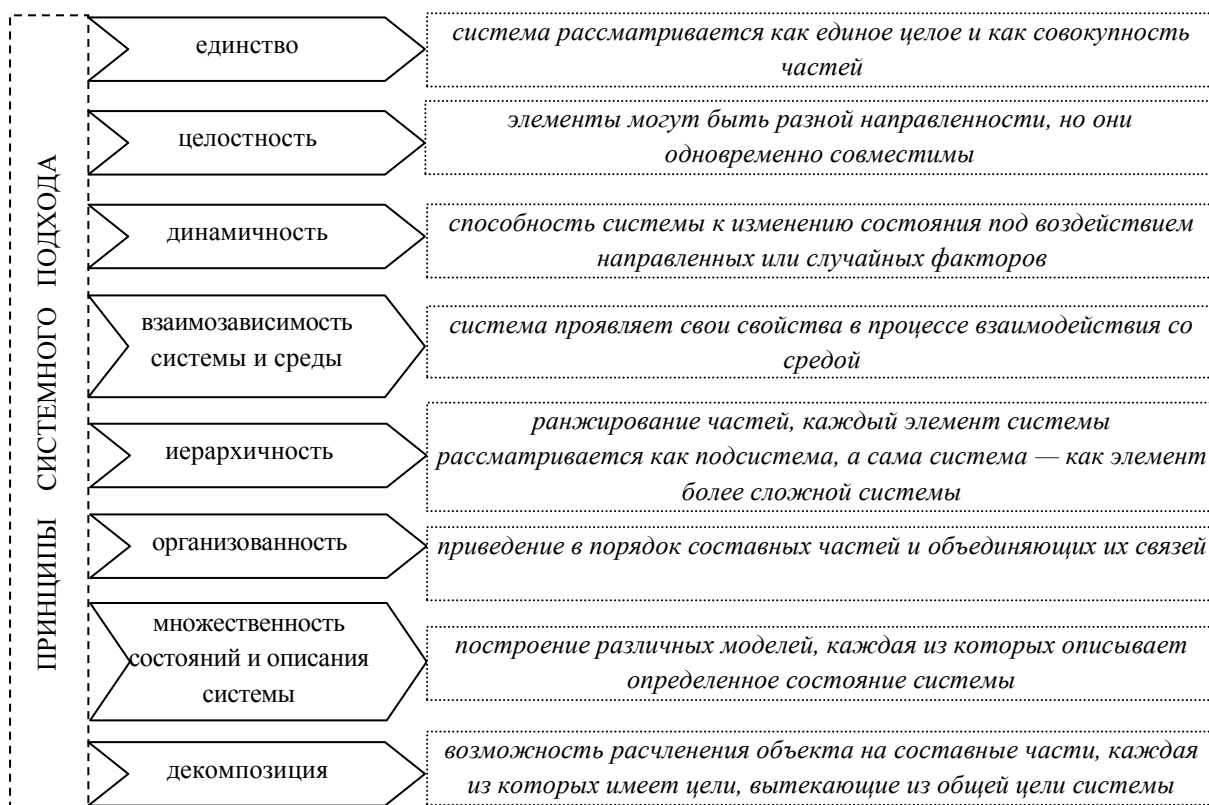 ПРИНЦИПЫ СИСТЕМНОГО ПОДХОДА
единство
система рассматривается как единое целое и как совокупность
частей
целостность
элементы могут быть разной направленности, но они
одновременно совместимы
динамичность
способность системы к изменению состояния под воздействием
направленных или случайных факторов
взаимозависимость
системы и среды
система проявляет свои свойства в процессе взаимодействия со
средой
иерархичность
ранжирование частей, каждый элемент системы
рассматривается как подсистема, а сама система — как элемент
более сложной системы
организованность
приведение в порядок составных частей и объединяющих их связей
множественность
состояний и описания
системы
построение различных моделей, каждая из которых описывает
определенное состояние системы
декомпозиция
возможность расчленения объекта на составные части, каждая
из которых имеет цели, вытекающие из общей цели системы